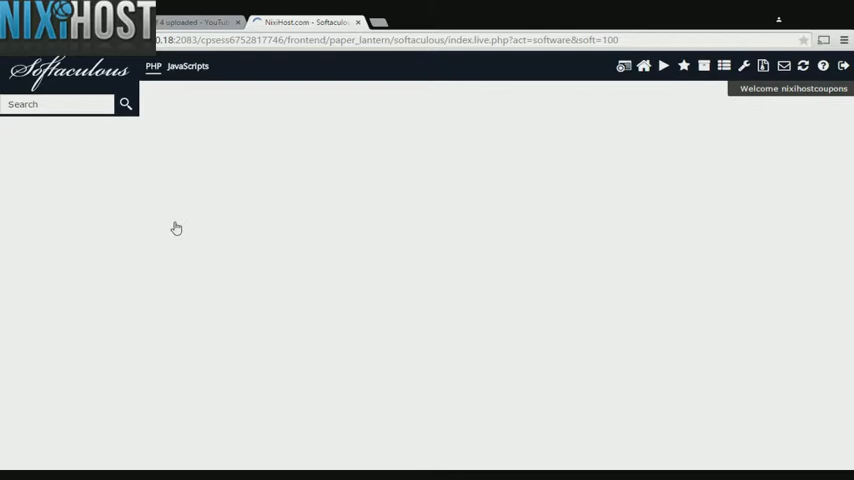 NIXIHOST
4 uploaded - YouTub
NixiHost.com - Softaculou
0.18:2083/cpsess6752817746/frontend/paper_lantern/softaculous/index.live.php?act=software&soft=100
Softaculous
PHP JavaScripts
Search
Welcome nixihostcoupons